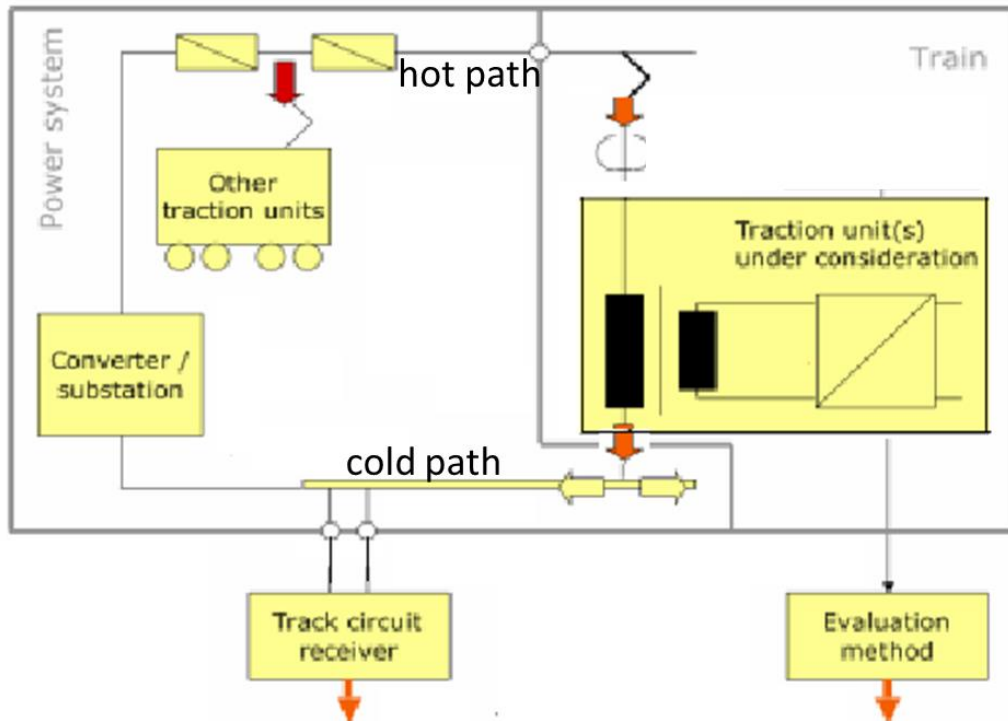 Power system
hot path
Train
Other
traction units
Traction unit(s)
under consideration
Converter /
substation
cold path
Track circuit
receiver
Evaluation
method